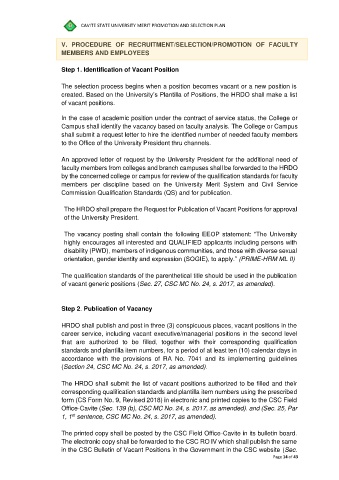 CAVITE STATE UNIVERSITY MERIT PROMOTION AND SELECTION PLAN
V. PROCEDURE OF RECRUITMENT/SELECTION/PROMOTION OF FACULTY
MEMBERS AND EMPLOYEES
Step 1. Identification of Vacant Position
The selection process begins when a position becomes vacant or a new position is
created. Based on the University's Plantilla of Positions, the HRDO shall make a list
of vacant positions.
In the case of academic position under the contract of service status, the College or
Campus shall identify the vacancy based on faculty analysis. The College or Campus
shall submit a request letter to hire the identified number of needed faculty members
to the Office of the University President thru channels.
An approved letter of request by the University President for the additional need of
faculty members from colleges and branch campuses shall be forwarded to the HRDO
by the concerned college or campus for review of the qualification standards for faculty
members per discipline based on the University Merit System and Civil Service
Commission Qualification Standards (QS) and for publication.
The HRDO shall prepare the Request for Publication of Vacant Positions for approval
of the University President.
The vacancy posting shall contain the following EEOP statement: "The University
highly encourages all interested and QUALIFIED applicants including persons with
disability (PWD), members of indigenous communities, and those with diverse sexual
orientation, gender identity and expression (SOGIE), to apply." (PRIME-HRM ML II)
The qualification standards of the parenthetical title should be used in the publication
of vacant generic positions (Sec. 27, CSC MC No. 24, s. 2017, as amended).
Step 2. Publication of Vacancy
HRDO shall publish and post in three (3) conspicuous places, vacant positions in the
career service, including vacant executive/managerial positions in the second level
that are authorized to be filled, together with their corresponding qualification
standards and plantilla item numbers, for a period of at least ten (10) calendar days in
accordance with the provisions of RA No. 7041 and its implementing guidelines
(Section 24, CSC MC No. 24, s. 2017, as amended).
The HRDO shall submit the list of vacant positions authorized to be filled and their
corresponding qualification standards and plantilla item numbers using the prescribed
form (CS Form No. 9, Revised 2018) in electronic and printed copies to the CSC Field
Office-Cavite (Sec. 139 (b), CSC MC No. 24, s. 2017, as amended). and (Sec. 25, Par
1, 1st sentence, CSC MC No. 24, s. 2017, as amended).
The printed copy shall be posted by the CSC Field Office-Cavite in its bulletin board.
The electronic copy shall be forwarded to the CSC RO IV which shall publish the same
in the CSC Bulletin of Vacant Positions in the Government in the CSC website (Sec.